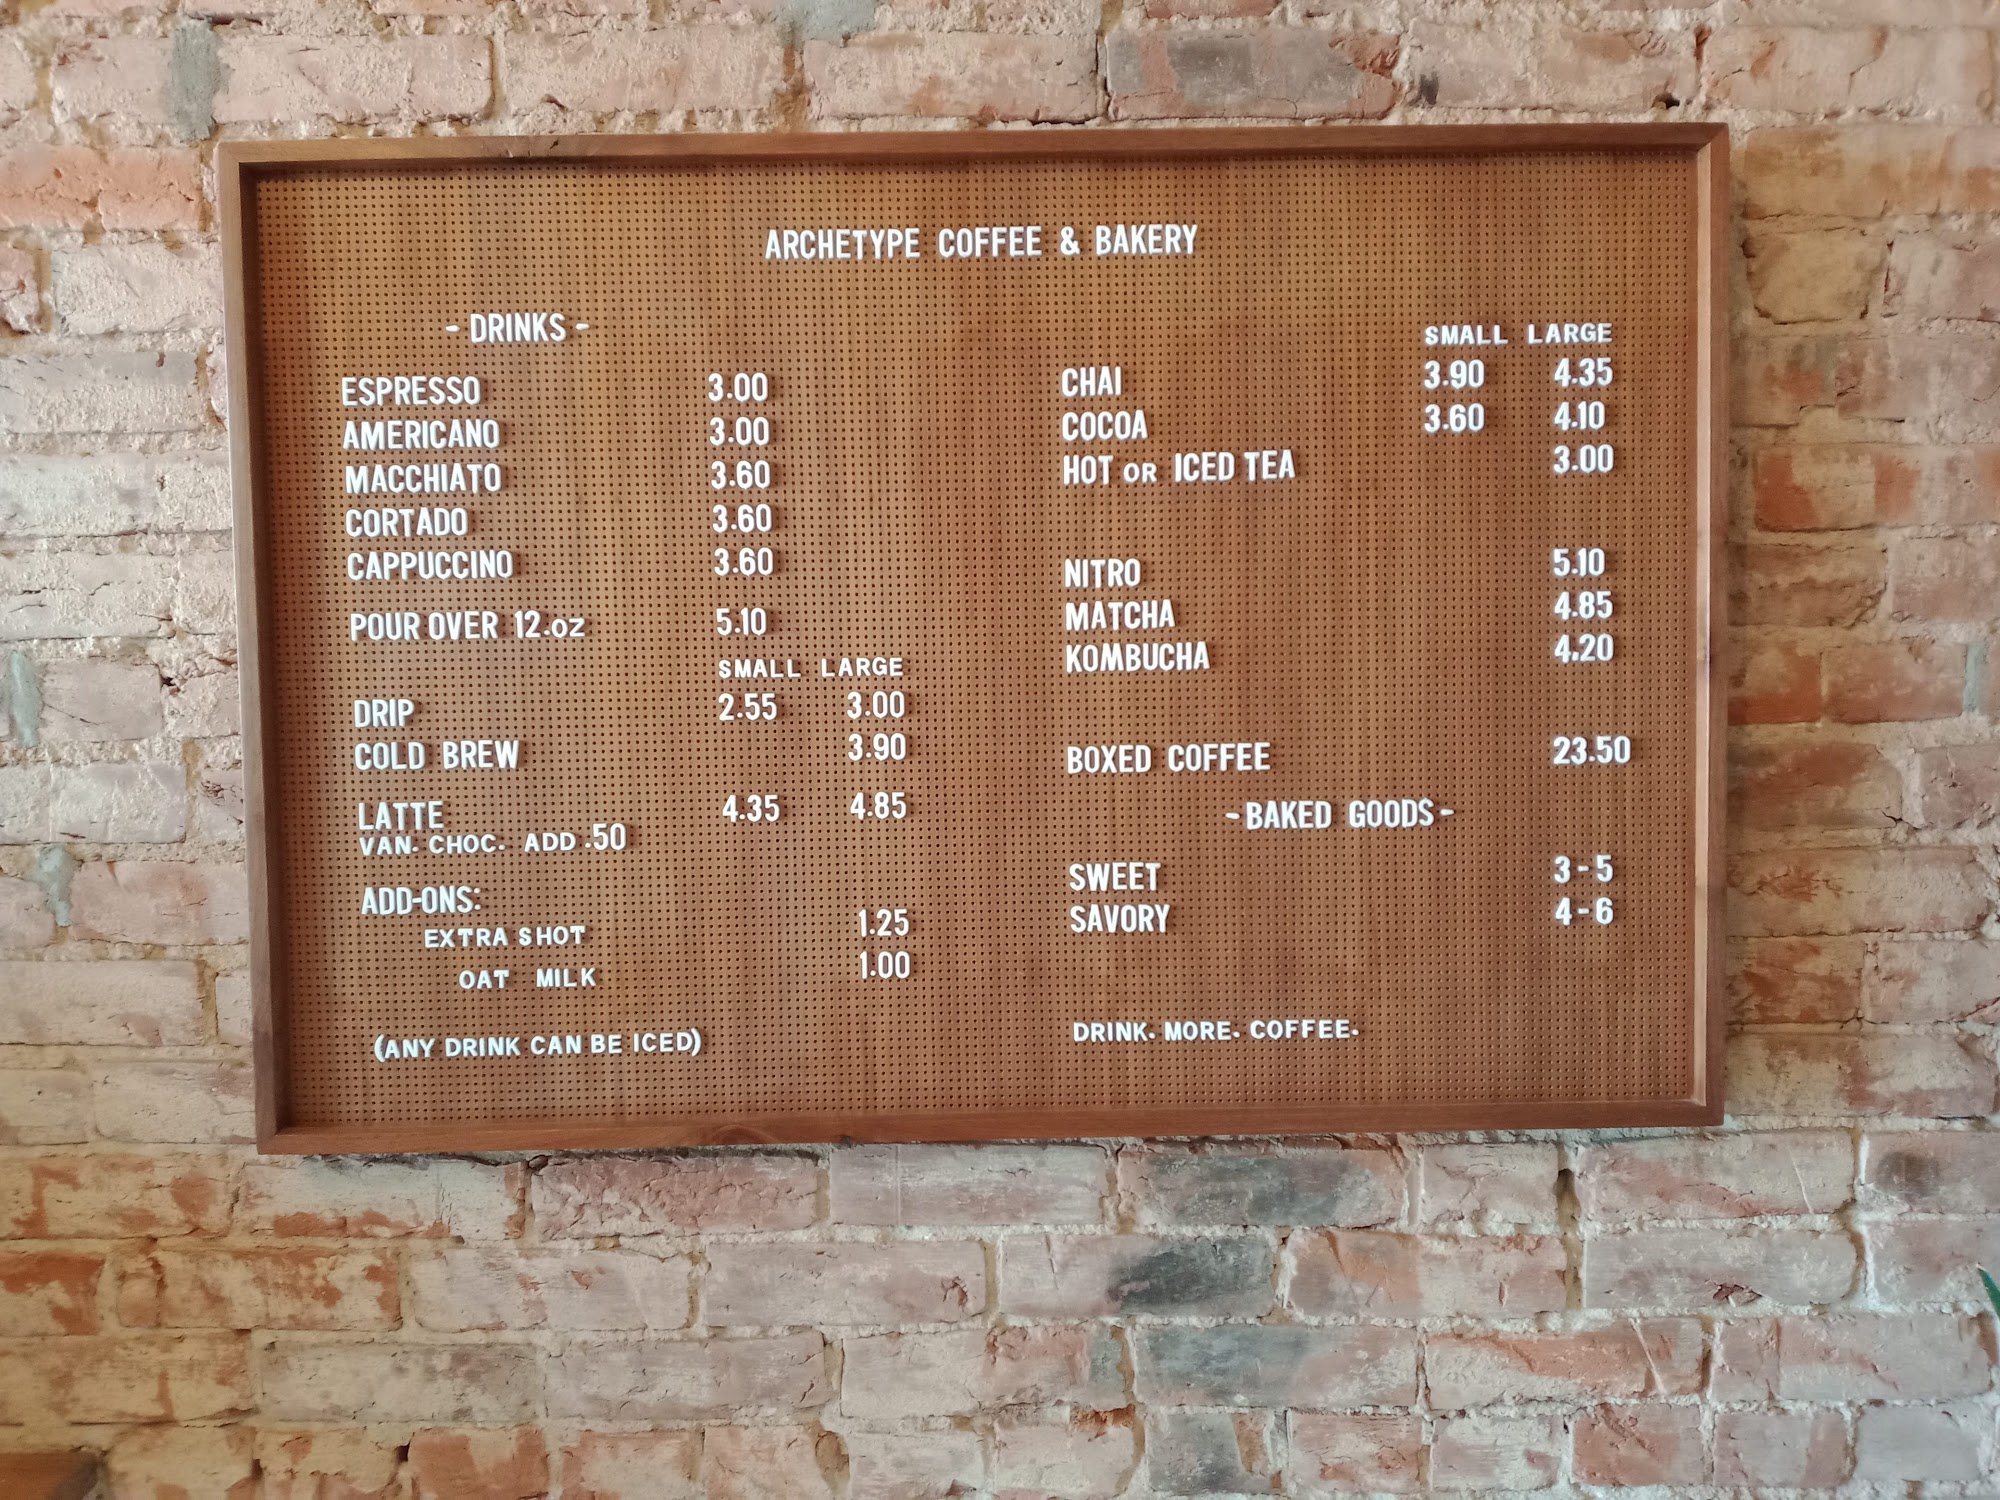 ARCHETYPE COFFEE & BAKERY
- DRINKS -
ESPRESSO 3.00
AMERICANO 3.00
MACCHIATO 3.60
CORTADO 3.60
CAPPUCCINO 3.60
POUR OVER 12.oz 5.10
SMALL LARGE
DRIP 2.55 3.00
COLD BREW 3.90
LATTE 4.35 4.85
VAN. CHOC. ADD .50
ADD-ONS:
EXTRA SHOT 1.25
OAT MILK 1.00
(ANY DRINK CAN BE ICED)
SMALL LARGE
CHAI 3.90 4.35
COCOA 3.60 4.10
HOT OR ICED TEA 3.00
NITRO 5.10
MATCHA 4.85
KOMBUCHA 4.20
BOXED COFFEE 23.50
- BAKED GOODS -
SWEET 3-5
SAVORY 4-6
DRINK. MORE. COFFEE.